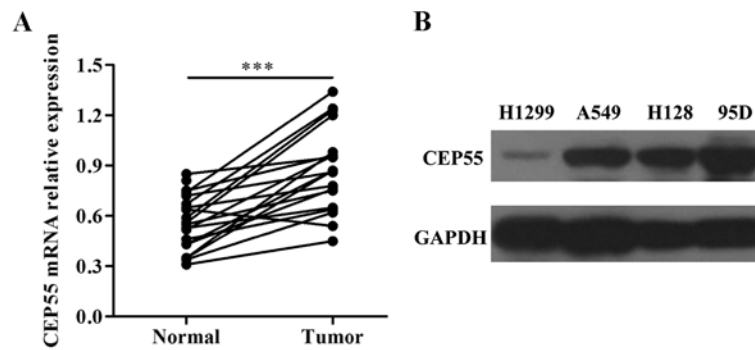 A
CEP55 mRNA relative expression
1.5
1.2
0.9
0.6
0.3
0.0
***
Normal Tumor
B
H1299 A549 H128 95D
CEP55
GAPDH